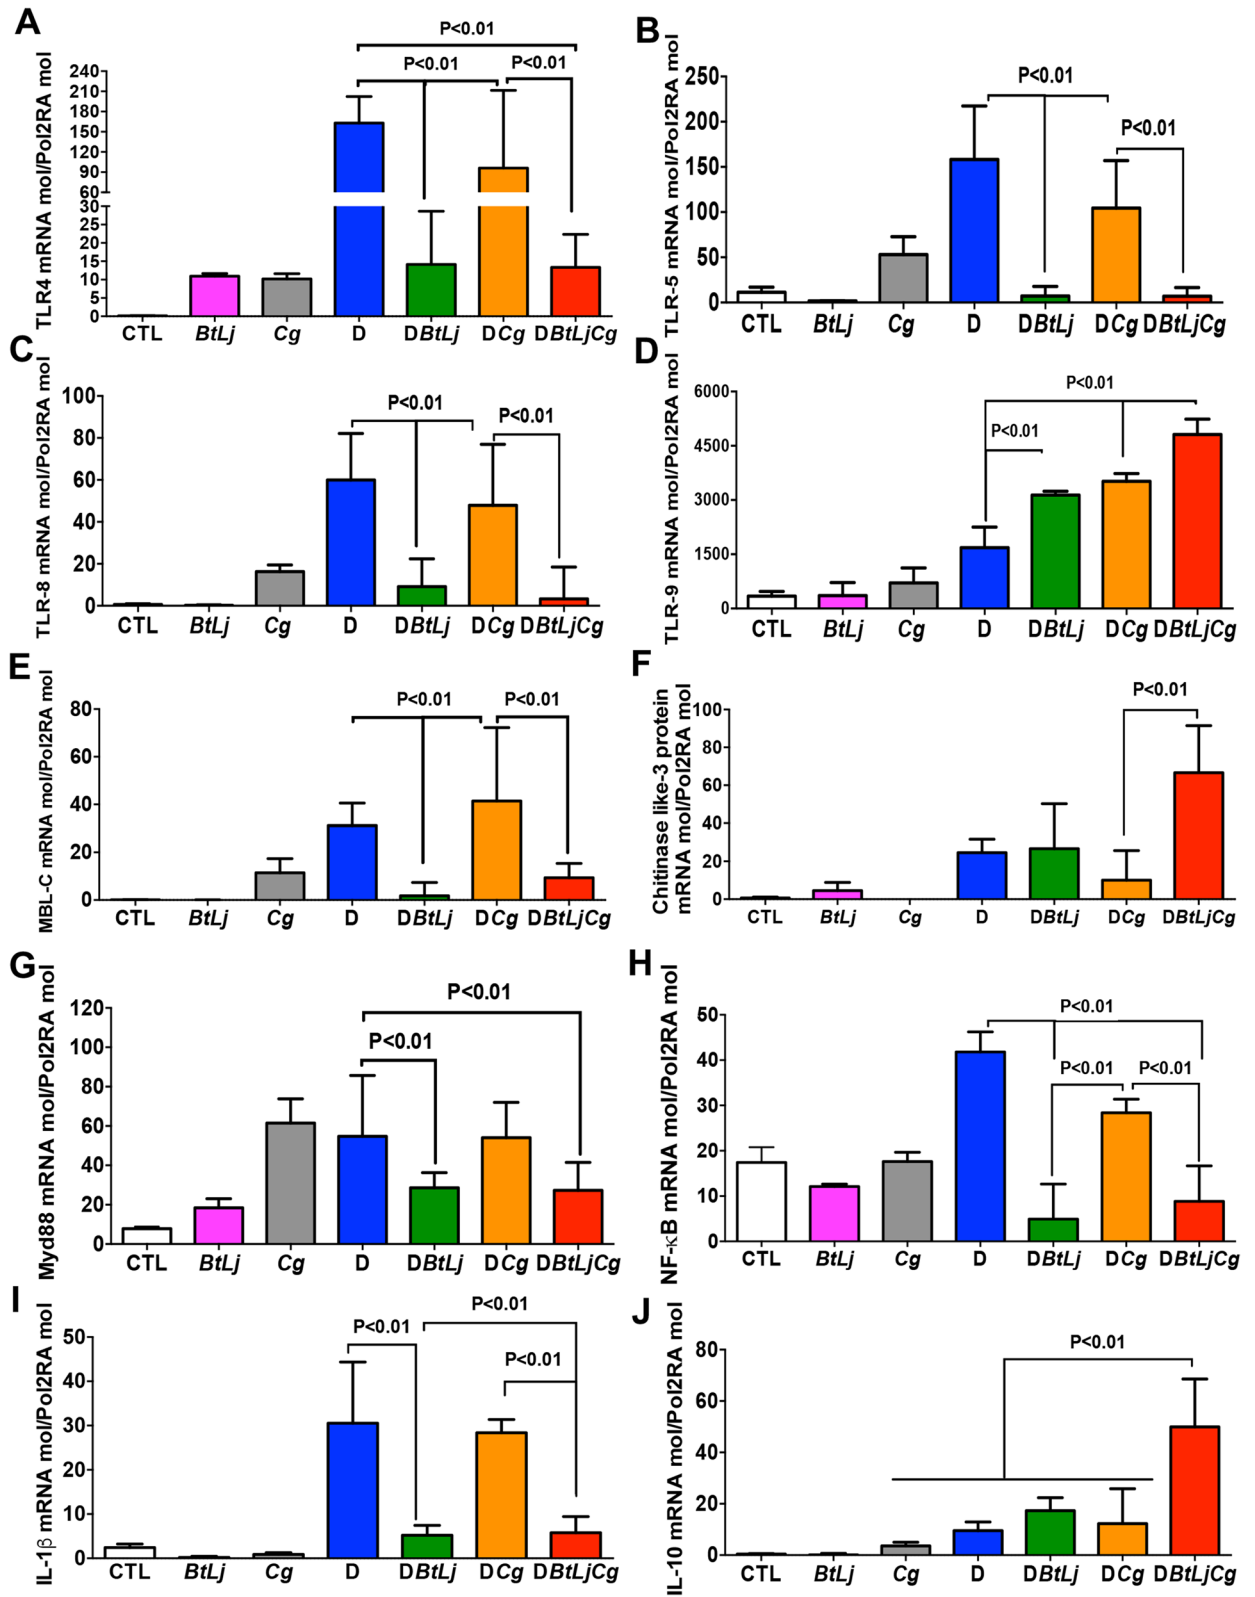 A
P<0.01
P<0.01
P<0.01
TLR4 mRNA mol/Pol2RA mol
240
210
180
150
120
90
60
30
25
20
15
10
5
0
CTL BtLj Cg D DBtLj DCg DBtLjCg
B
P<0.01
P<0.01
TLR-5 mRNA mol/Pol2RA mol
250
200
150
100
50
0
CTL BtLj Cg D DBtLj DCg DBtLjCg
C
P<0.01
P<0.01
TLR-8 mRNA mol/Pol2RA mol
100
80
60
40
20
0
CTL BtLj Cg D DBtLj DCg DBtLjCg
D
P<0.01
P<0.01
TLR-9 mRNA mol/Pol2RA mol
6000
4500
3000
1500
0
CTL BtLj Cg D DBtLj DCg DBtLjCg
E
P<0.01
P<0.01
MBL-C mRNA mol/Pol2RA mol
80
60
40
20
0
CTL BtLj Cg D DBtLj DCg DBtLjCg
F
P<0.01
Chitinase like-3 protein
mRNA mol/Pol2RA mol
100
80
60
40
20
0
CTL BtLj Cg D DBtLj DCg DBtLjCg
G
P<0.01
P<0.01
Myd88 mRNA mol/Pol2RA mol
120
100
80
60
40
20
0
CTL BtLj Cg D DBtLj DCg DBtLjCg
H
P<0.01
P<0.01
P<0.01
NF-κB mRNA mol/Pol2RA mol
50
40
30
20
10
0
CTL BtLj Cg D DBtLj DCg DBtLjCg
I
P<0.01
P<0.01
P<0.01
IL-1β mRNA mol/Pol2RA mol
50
40
30
20
10
0
CTL BtLj Cg D DBtLj DCg DBtLjCg
J
P<0.01
IL-10 mRNA mol/Pol2RA mol
80
60
40
20
0
CTL BtLj Cg D DBtLj DCg DBtLjCg